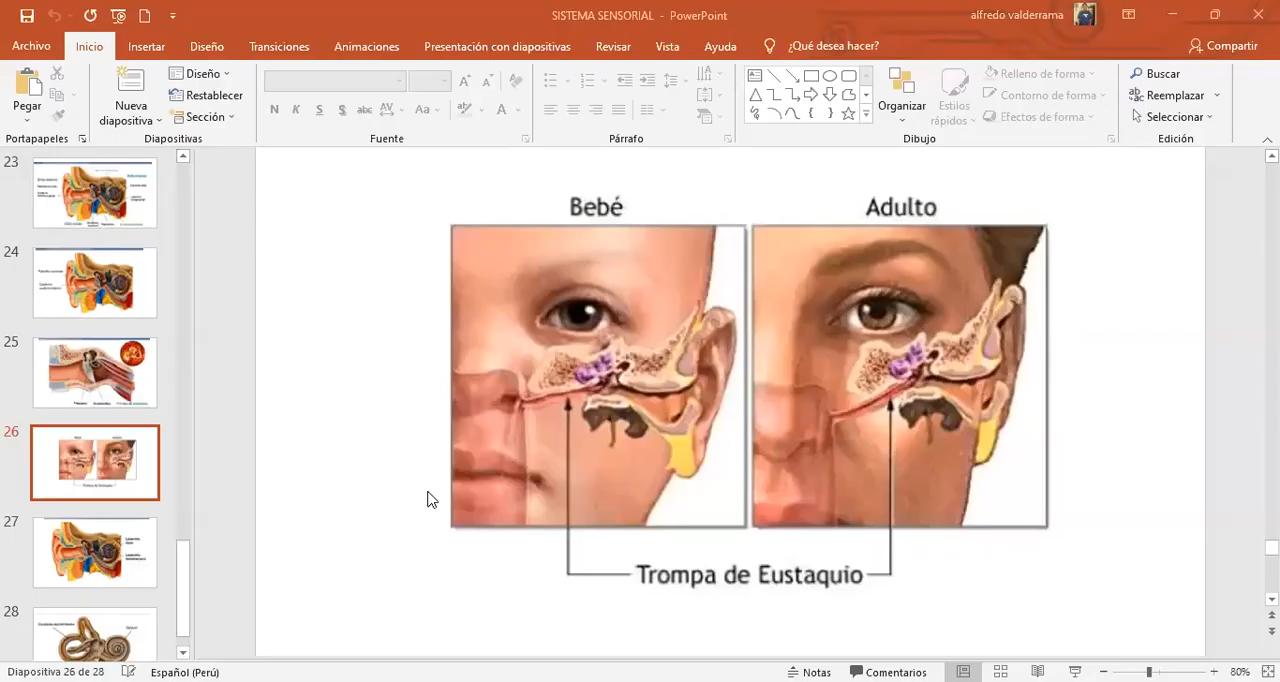 SISTEMA SENSORIAL - PowerPoint
alfredo valderrama
Archivo Inicio Insertar Diseño Transiciones Animaciones Presentación con diapositivas Revisar Vista Ayuda ¿Qué desea hacer? Compartir
Pegar
Nueva diapositiva
Diseño
Restablecer
Sección
N K S S abc AV Aa A
Organizar
Estilos rápidos
Relleno de forma
Contorno de forma
Efectos de forma
Buscar
Reemplazar
Seleccionar
Portapapeles Diapositivas Fuente Párrafo Dibujo Edición
23
24
25
26
27
28
Bebé Adulto
Trompa de Eustaquio
Diapositiva 26 de 28 Español (Perú) Notas Comentarios 80%